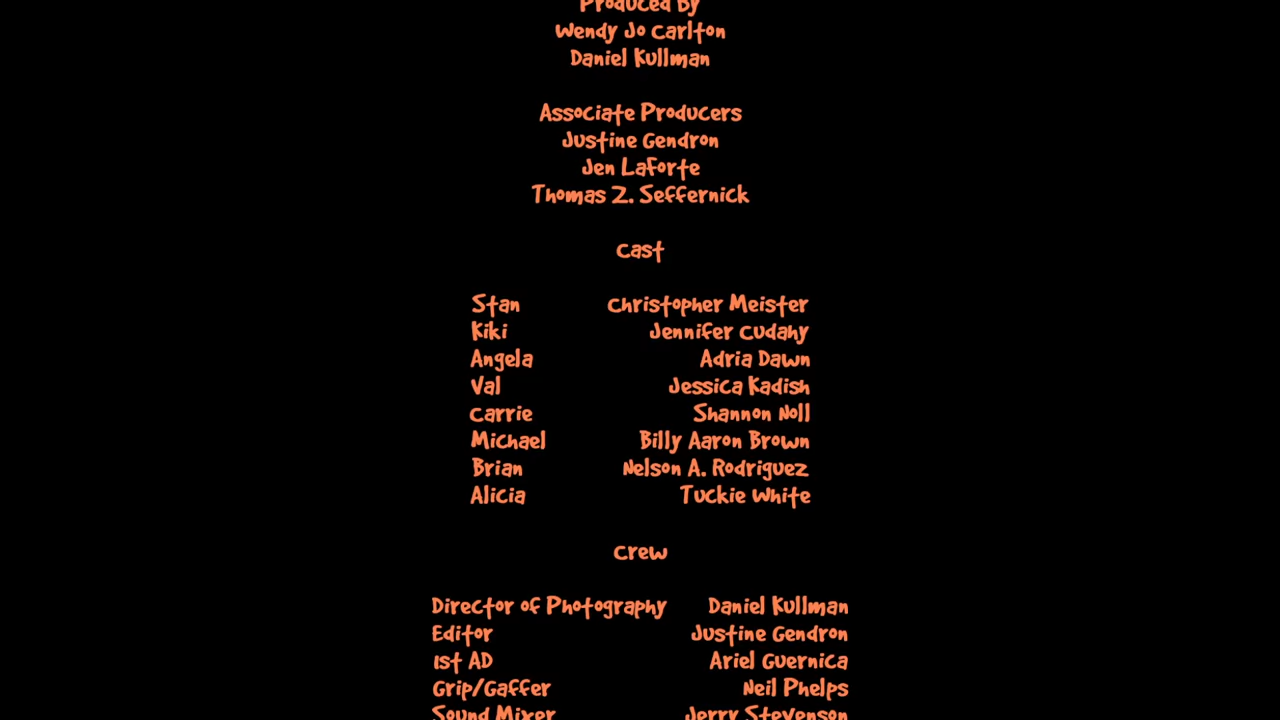 Produced By
Wendy Jo Carlton
Daniel Kullman
Associate Producers
Justine Gendron
Jen LaForte
Thomas Z. Seffernick
Cast
Stan Christopher Meister
Kiki Jennifer Cudahy
Angela Adria Dawn
Val Jessica Kadish
Carrie Shannon Noll
Michael Billy Aaron Brown
Brian Nelson A. Rodriguez
Alicia Tuckie White
Crew
Director of Photography Daniel Kullman
Editor Justine Gendron
1st AD Ariel Guernica
Grip/Gaffer Neil Phelps
Sound Mixer Jerry Stevenson